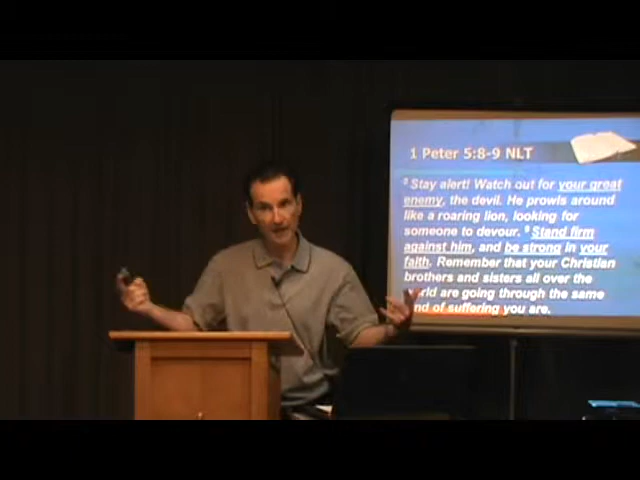 1 Peter 5:8-9 NLT
8 Stay alert! Watch out for your great
enemy, the devil. He prowls around
like a roaring lion, looking for
someone to devour. 9 Stand firm
against him, and be strong in your
faith. Remember that your Christian
brothers and sisters all over the
are going through the same
of suffering you are.